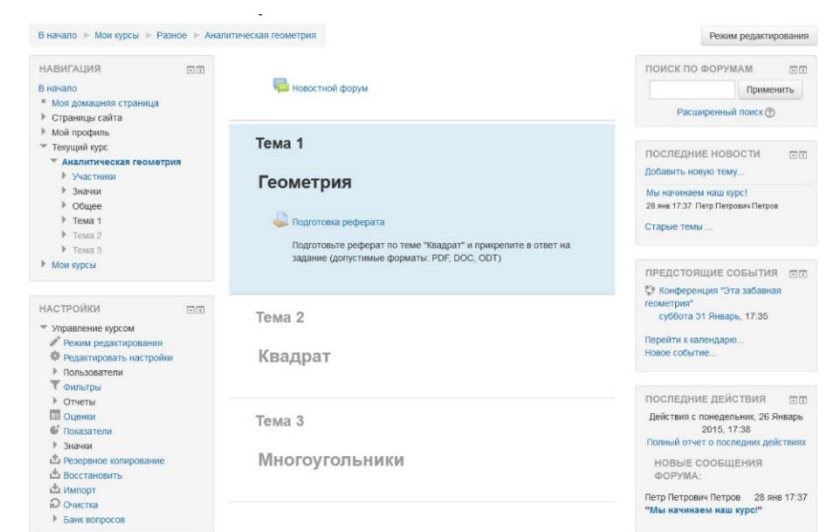 В начало ► Мои курсы ► Разное ► Аналитическая геометрия
Режим редактирования
НАВИГАЦИЯ
В начало
Моя домашняя страница
Страницы сайта
Мой профиль
Текущий курс
Аналитическая геометрия
Участники
Значки
Общее
Тема 1
Тема 2
Тема 3
Мои курсы
НАСТРОЙКИ
Управление курсом
Режим редактирования
Редактировать настройки
Пользователи
Фильтры
Отчеты
Оценки
Показатели
Значки
Резервное копирование
Восстановить
Импорт
Очистка
Банк вопросов
Новостной форум
Тема 1
Геометрия
Подготовка реферата
Подготовьте реферат по теме "Квадрат" и прикрепите в ответ на
задание (допустимые форматы: PDF, DOC, ODT)
Тема 2
Квадрат
Тема 3
Многоугольники
ПОИСК ПО ФОРУМАМ
Применить
Расширенный поиск
ПОСЛЕДНИЕ НОВОСТИ
Добавить новую тему...
Мы начинаем наш курс!
28 янв 17:37 Петр Петрович Петров
Старые темы ...
ПРЕДСТОЯЩИЕ СОБЫТИЯ
Конференция "Эта забавная
геометрия"
суббота 31 Январь, 17:35
Перейти к календарю...
Новое событие...
ПОСЛЕДНИЕ ДЕЙСТВИЯ
Действия с понедельник, 26 Январь
2015, 17:38
Полный отчет о последних действиях
НОВЫЕ СООБЩЕНИЯ
ФОРУМА:
Петр Петрович Петров 28 янв 17:37
"Мы начинаем наш курс!"